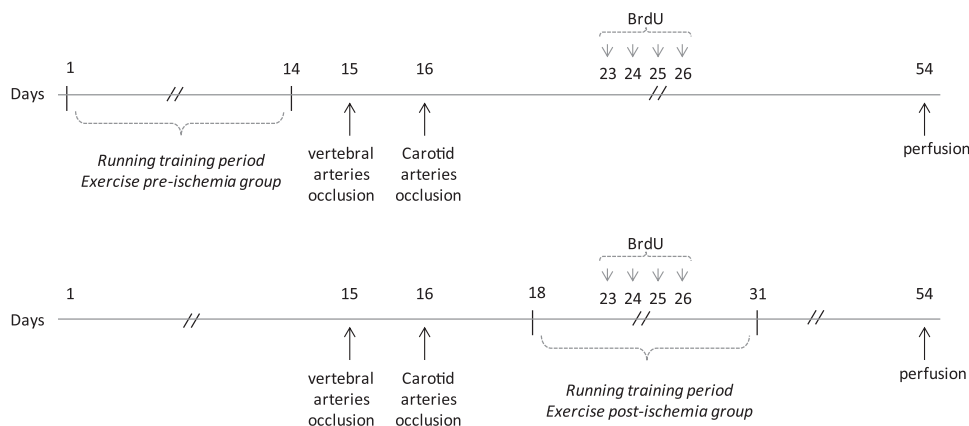 BrdU
1 14 15 16 23 24 25 26 54
Days
Running training period
Exercise pre-ischemia group
vertebral
arteries
occlusion
Carotid
arteries
occlusion
perfusion
BrdU
1 15 16 18 23 24 25 26 31 54
Days
vertebral
arteries
occlusion
Carotid
arteries
occlusion
Running training period
Exercise post-ischemia group
perfusion